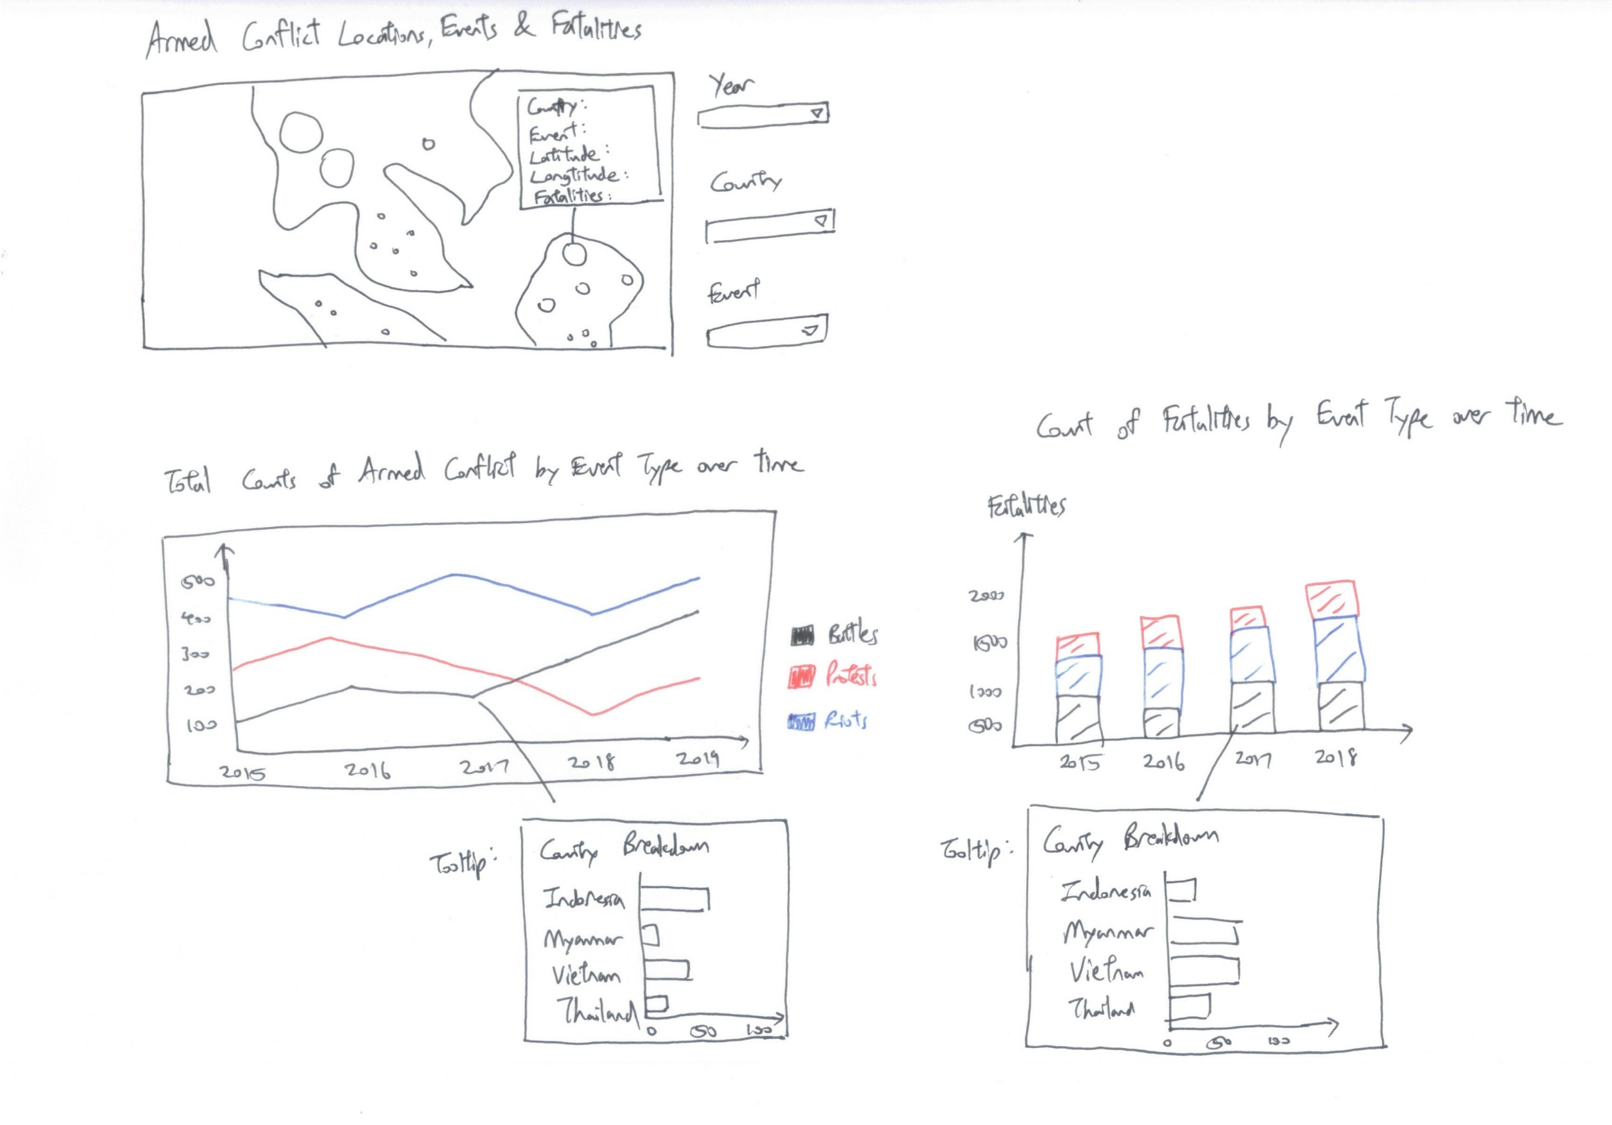 Armed Conflict Locations, Events & Fatalities
Year
Country:
Event:
Latitude:
Longtitude:
Fatalities:
Country
Event
Count of Fatalities by Event Type over time
Total Counts of Armed Conflict by Event Type over time
Fatalities
500
400
300
200
100
2015 2016 2017 2018 2019
Battles
Protests
Riots
2000
1500
1000
500
2015 2016 2017 2018
Tooltip:
Country Breakdown
Indonesia
Myanmar
Vietnam
Thailand
0 50 100
Tooltip:
Country Breakdown
Indonesia
Myanmar
Vietnam
Thailand
0 50 100